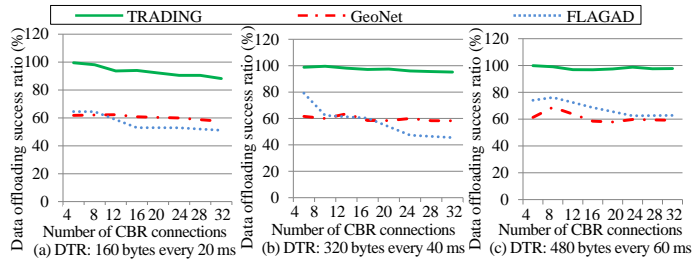 TRADING GeoNet FLAGAD
Data offloading success ratio (%)
120
100
80
60
40
20
0
4 8 12 16 20 24 28 32
Number of CBR connections
(a) DTR: 160 bytes every 20 ms
Data offloading success ratio (%)
120
100
80
60
40
20
0
4 8 12 16 20 24 28 32
Number of CBR connections
(b) DTR: 320 bytes every 40 ms
Data offloading success ratio (%)
120
100
80
60
40
20
0
4 8 12 16 20 24 28 32
Number of CBR connections
(c) DTR: 480 bytes every 60 ms